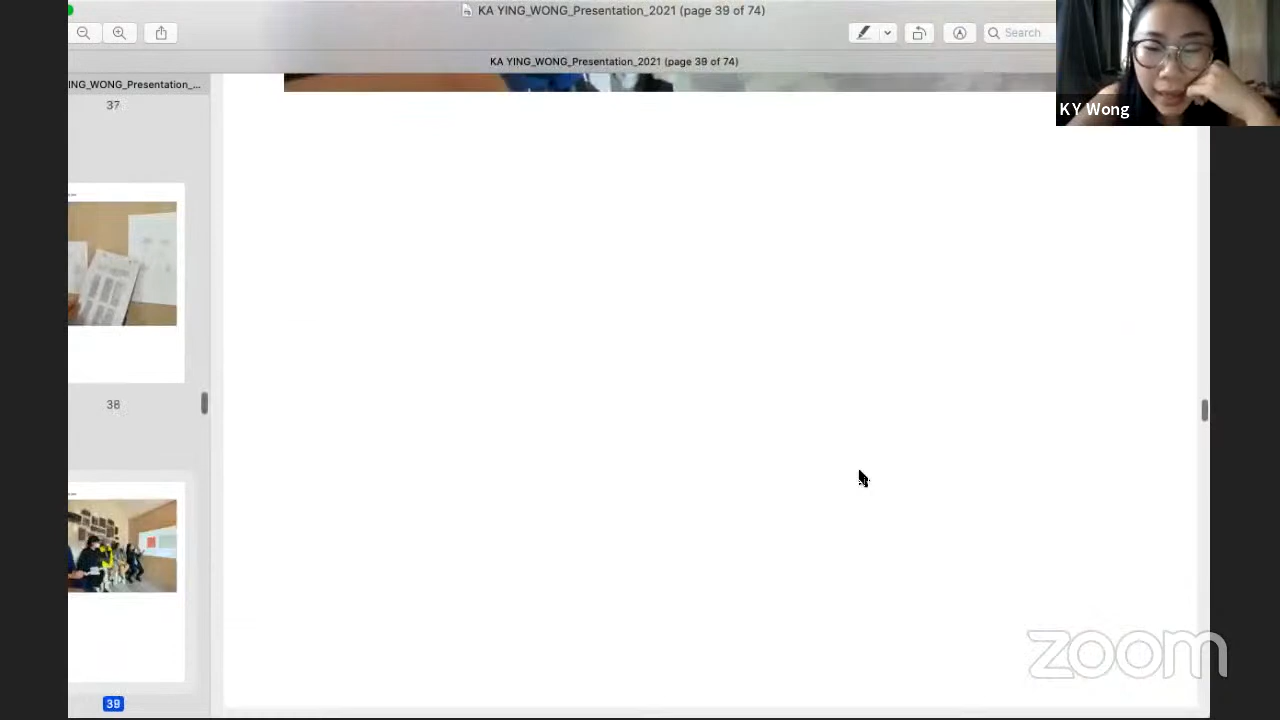 KA YING_WONG_Presentation_2021 (page 39 of 74)
Search
KA YING_WONG_Presentation_2021 (page 39 of 74)
ING_WONG_Presentation_...
37
38
39
KY Wong
zoom